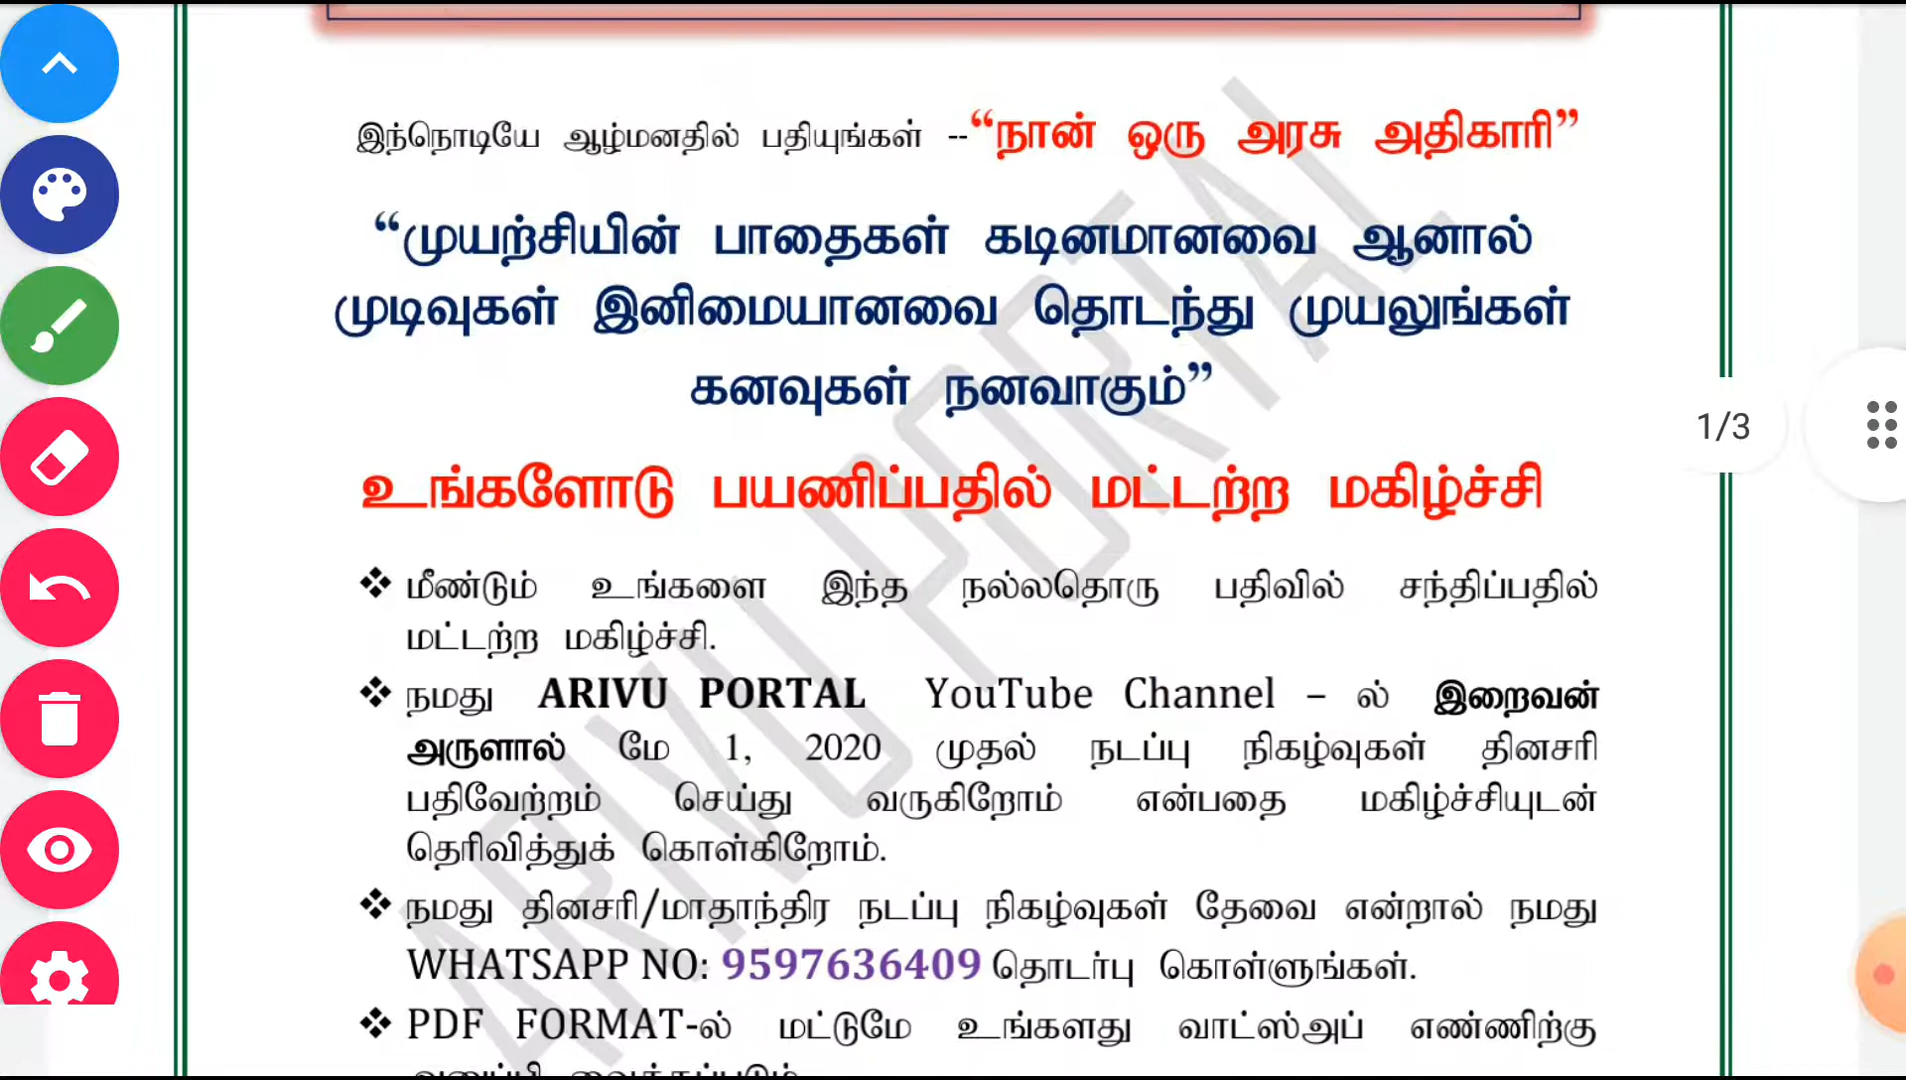 இந்நொடியே ஆழ்மனதில் பதியுங்கள் --“நான் ஒரு அரசு அதிகாரி”
“முயற்சியின் பாதைகள் கடினமானவை ஆனால்
முடிவுகள் இனிமையானவை தொடந்து முயலுங்கள்
கனவுகள் நனவாகும்”
உங்களோடு பயணிப்பதில் மட்டற்ற மகிழ்ச்சி
❖ மீண்டும் உங்களை இந்த நல்லதொரு பதிவில் சந்திப்பதில்
மட்டற்ற மகிழ்ச்சி.
❖ நமது ARIVU PORTAL YouTube Channel – ல் இறைவன்
அருளால் மே 1, 2020 முதல் நடப்பு நிகழ்வுகள் தினசரி
பதிவேற்றம் செய்து வருகிறோம் என்பதை மகிழ்ச்சியுடன்
தெரிவித்துக் கொள்கிறோம்.
❖ நமது தினசரி/மாதாந்திர நடப்பு நிகழ்வுகள் தேவை என்றால் நமது
WHATSAPP NO: 9597636409 தொடர்பு கொள்ளுங்கள்.
❖ PDF FORMAT-ல் மட்டுமே உங்களது வாட்ஸ்அப் எண்ணிற்கு
1/3
ARIVU PORTAL